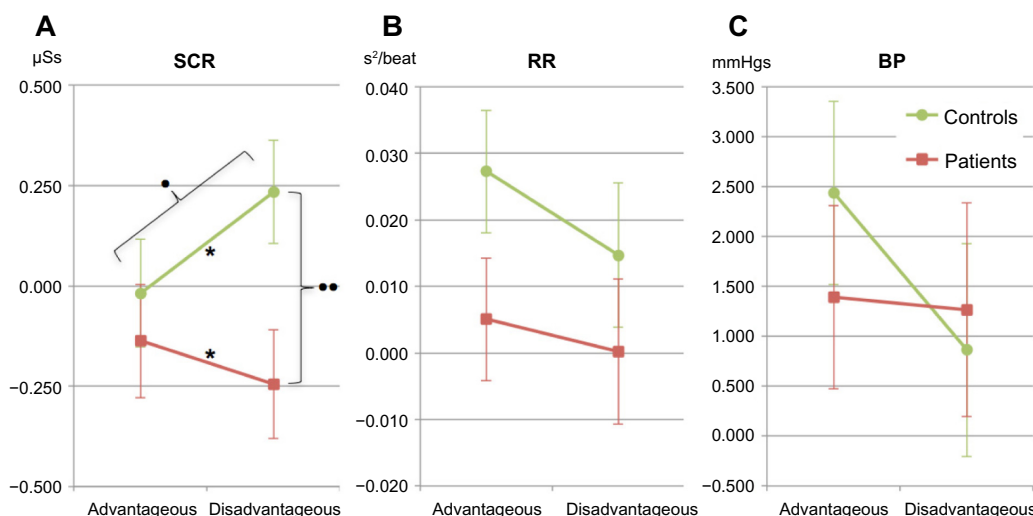 A
µSs
SCR
0.500
0.250
0.000
−0.250
−0.500
•
*
*
••
Advantageous
Disadvantageous
B
s²/beat
RR
0.040
0.030
0.020
0.010
0.000
−0.010
−0.020
Advantageous
Disadvantageous
C
mmHgs
BP
3.500
3.000
2.500
2.000
1.500
1.000
0.500
0.000
−0.500
Controls
Patients
Advantageous
Disadvantageous